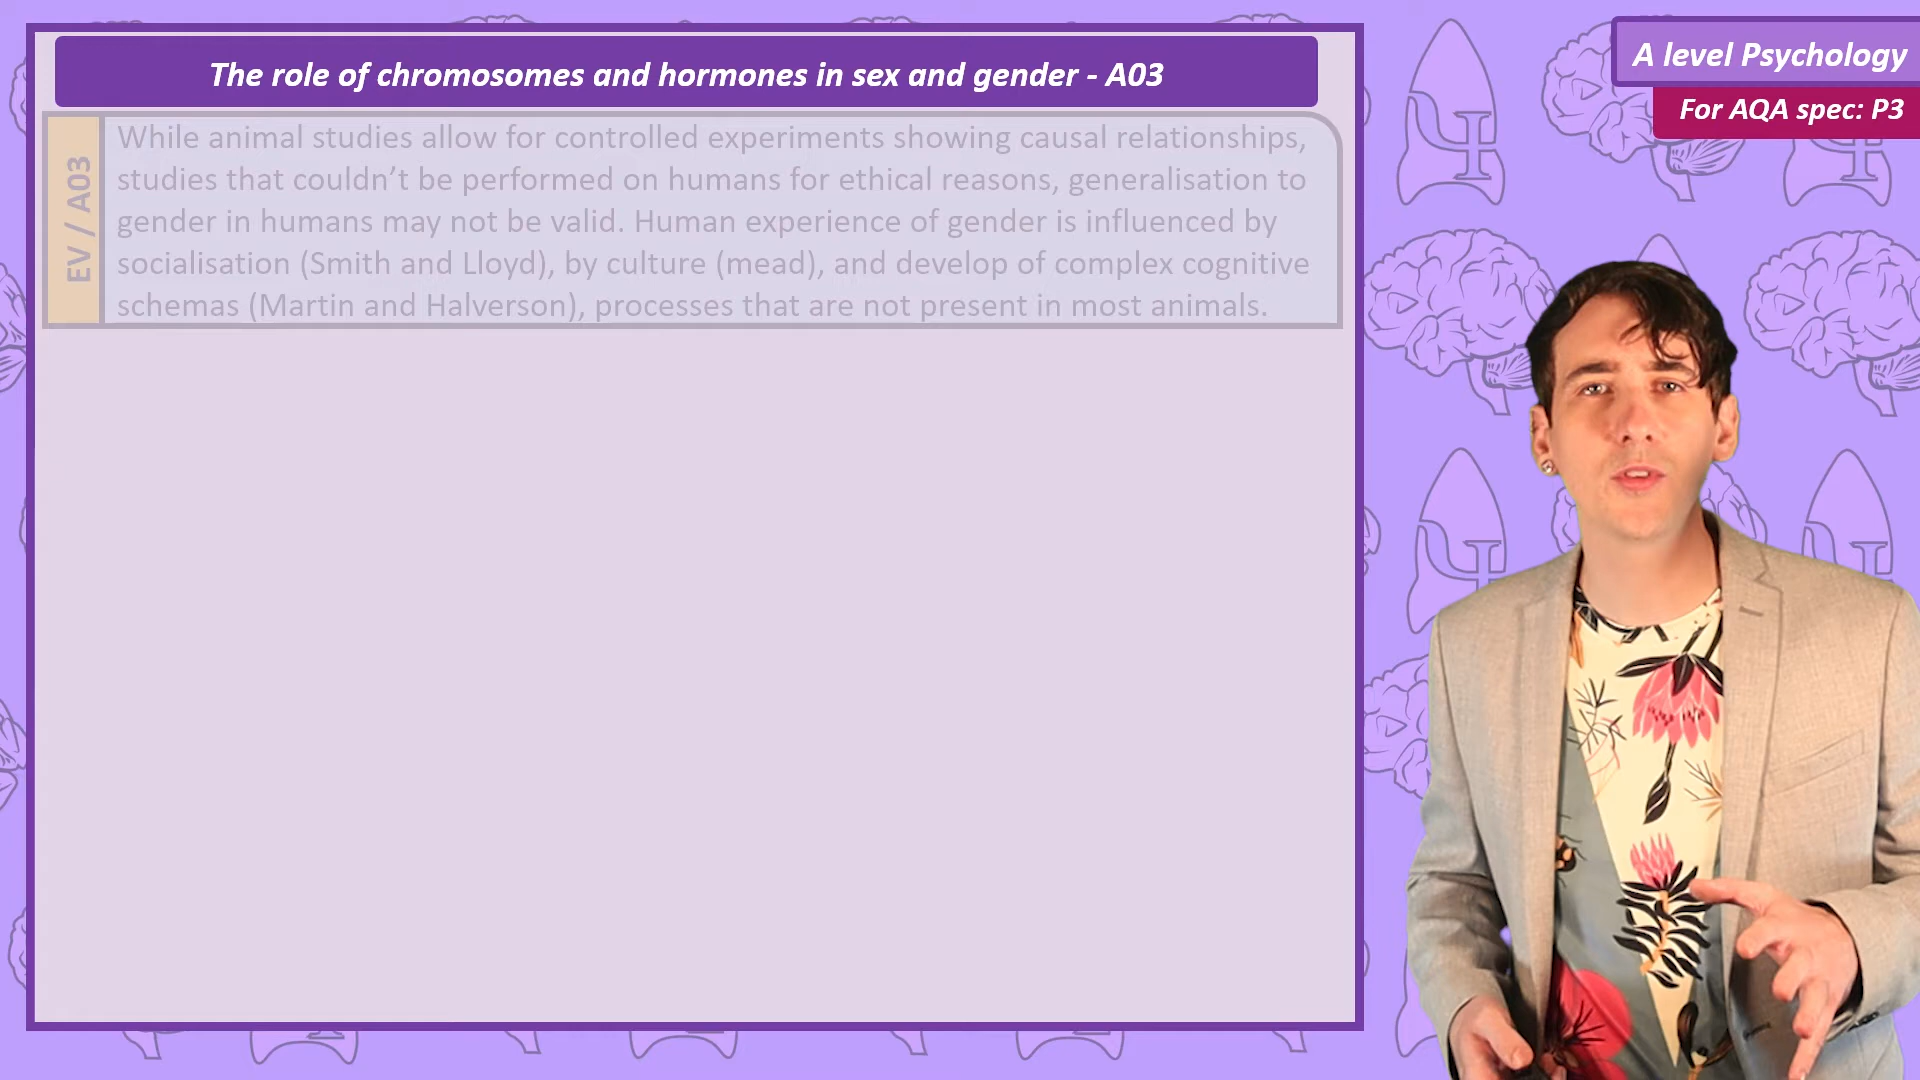 The role of chromosomes and hormones in sex and gender - A03
A level Psychology
For AQA spec: P3
EV / A03
While animal studies allow for controlled experiments showing causal relationships,
studies that couldn't be performed on humans for ethical reasons, generalisation to
gender in humans may not be valid. Human experience of gender is influenced by
socialisation (Smith and Lloyd), by culture (mead), and develop of complex cognitive
schemas (Martin and Halverson), processes that are not present in most animals.